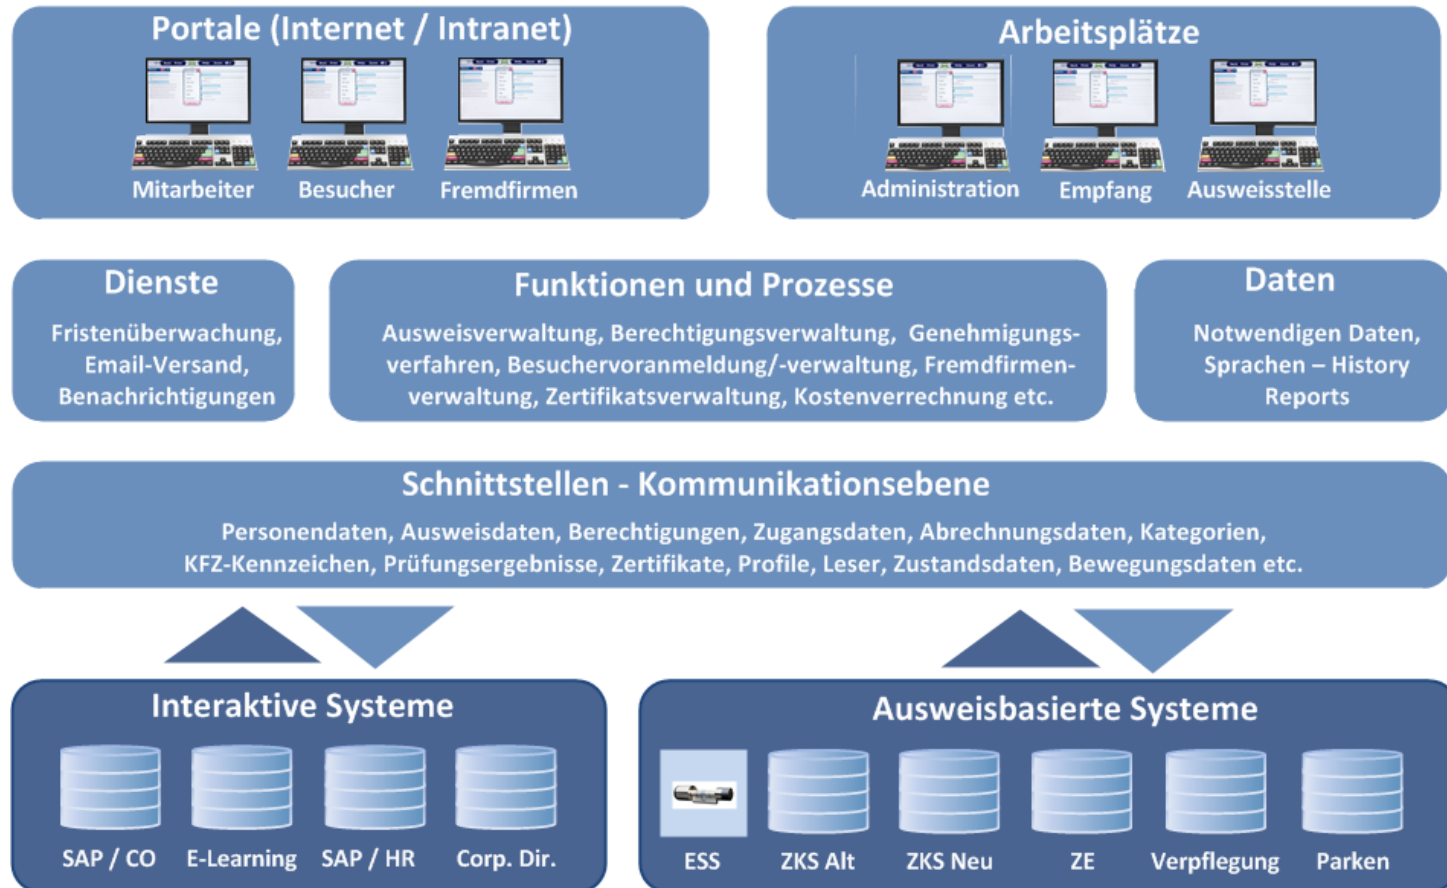 Portale (Internet / Intranet)
Mitarbeiter Besucher Fremdfirmen
Arbeitsplätze
Administration Empfang Ausweisstelle
Dienste
Fristenüberwachung,
Email-Versand,
Benachrichtigungen
Funktionen und Prozesse
Ausweisverwaltung, Berechtigungsverwaltung, Genehmigungs-
verfahren, Besuchervoranmeldung/-verwaltung, Fremdfirmen-
verwaltung, Zertifikatsverwaltung, Kostenverrechnung etc.
Daten
Notwendigen Daten,
Sprachen – History
Reports
Schnittstellen - Kommunikationsebene
Personendaten, Ausweisdaten, Berechtigungen, Zugangsdaten, Abrechnungsdaten, Kategorien,
KFZ-Kennzeichen, Prüfungsergebnisse, Zertifikate, Profile, Leser, Zustandsdaten, Bewegungsdaten etc.
Interaktive Systeme
SAP / CO E-Learning SAP / HR Corp. Dir.
Ausweisbasierte Systeme
ESS ZKS Alt ZKS Neu ZE Verpflegung Parken